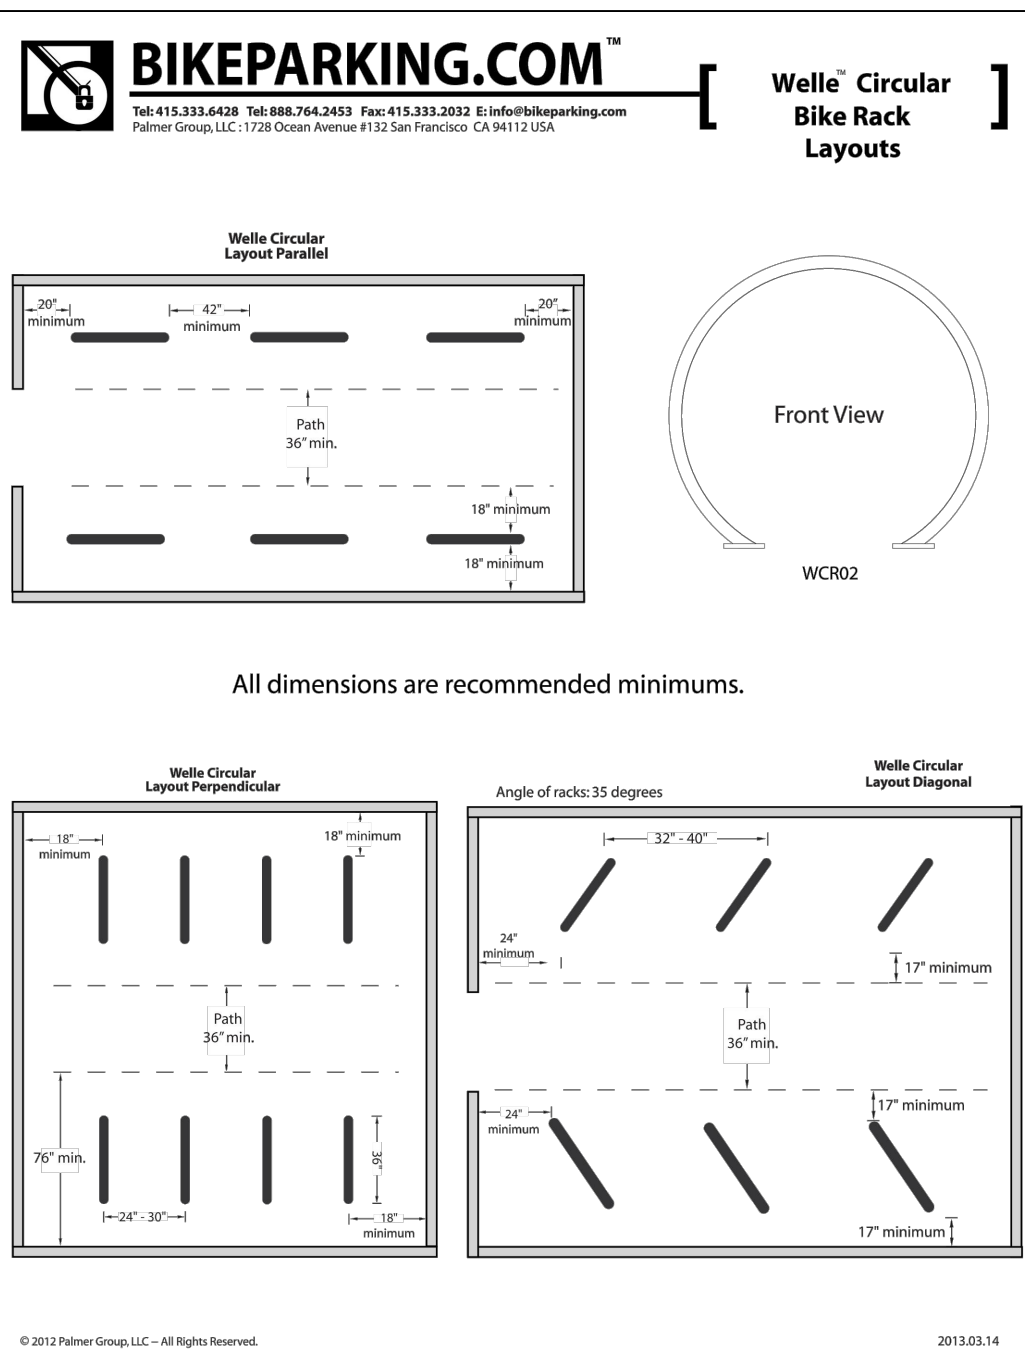 BIKEPARKING.COM™
Tel: 415.333.6428 Tel: 888.764.2453 Fax: 415.333.2032 E: info@bikeparking.com
Palmer Group, LLC : 1728 Ocean Avenue #132 San Francisco CA 94112 USA
Welle™ Circular
Bike Rack
Layouts
Welle Circular
Layout Parallel
20"
minimum
42"
minimum
20"
minimum
Path
36" min.
18" minimum
18" minimum
Front View
WCR02
All dimensions are recommended minimums.
Welle Circular
Layout Perpendicular
18"
minimum
18" minimum
Path
36" min.
76" min.
36"
24" - 30"
18"
minimum
Welle Circular
Layout Diagonal
Angle of racks: 35 degrees
32" - 40"
24"
minimum
17" minimum
Path
36" min.
24"
minimum
17" minimum
17" minimum
© 2012 Palmer Group, LLC – All Rights Reserved.
2013.03.14